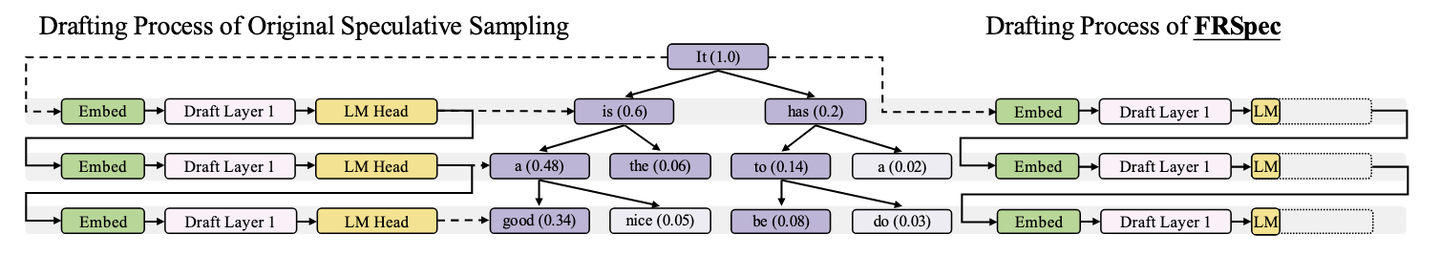 Drafting Process of Original Speculative Sampling
Drafting Process of FRSpec
It (1.0)
Embed Draft Layer 1 LM Head is (0.6) has (0.2) Embed Draft Layer 1 LM
Embed Draft Layer 1 LM Head a (0.48) the (0.06) to (0.14) a (0.02) Embed Draft Layer 1 LM
Embed Draft Layer 1 LM Head good (0.34) nice (0.05) be (0.08) do (0.03) Embed Draft Layer 1 LM